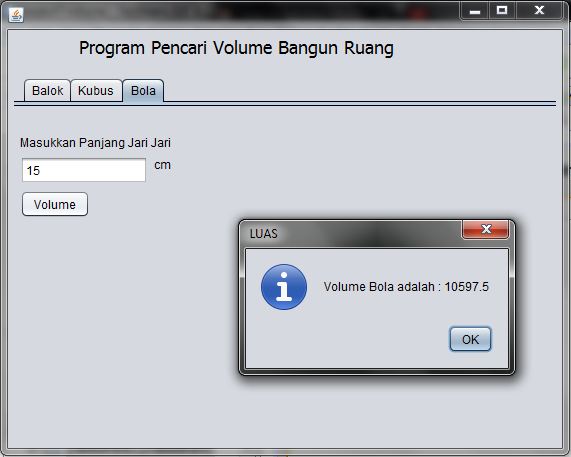 Program Pencari Volume Bangun Ruang
Balok Kubus Bola
Masukkan Panjang Jari Jari
15 cm
Volume
LUAS
Volume Bola adalah : 10597.5
OK